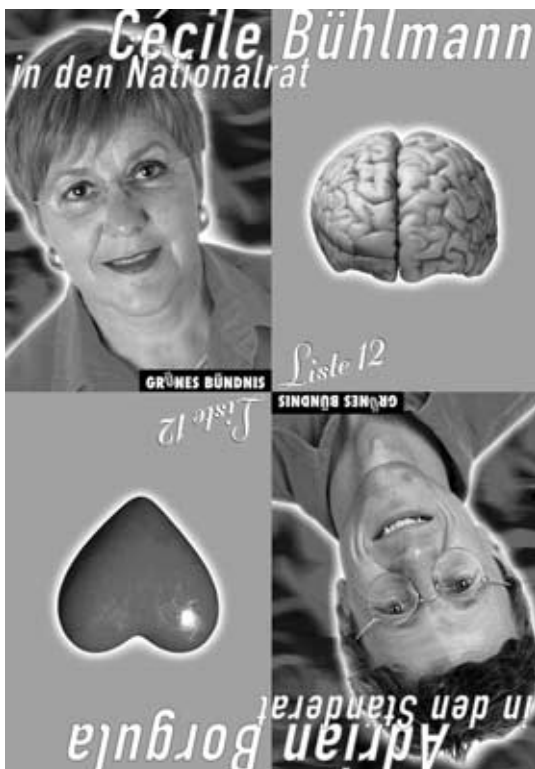 Cécile Bühlmann
in den Nationalrat
GRÜNES BÜNDNIS
Liste 12
Adrian Borgula
in den Ständerat
GRÜNES BÜNDNIS
Liste 12